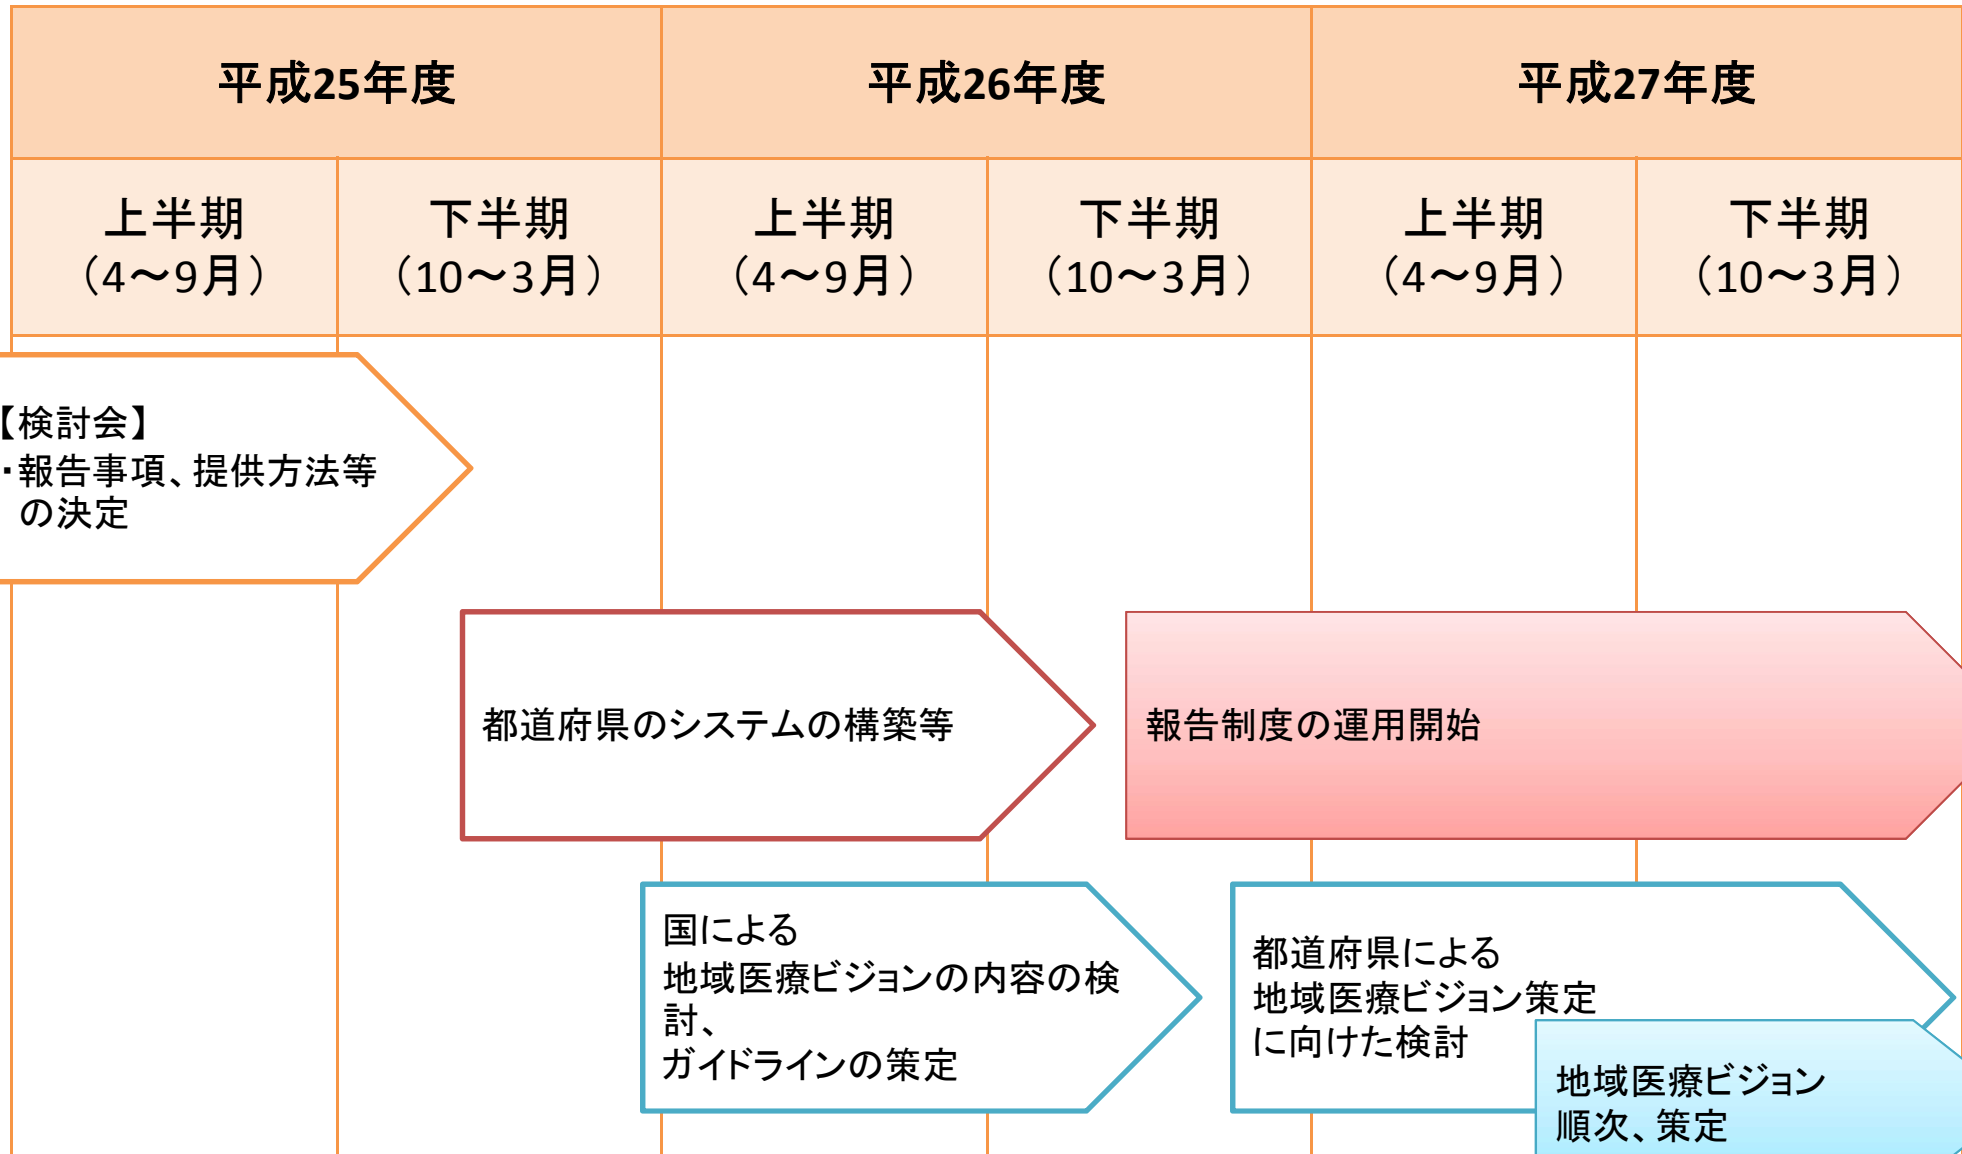 平成25年度
平成26年度
平成27年度
上半期
（4～9月）
下半期
（10～3月）
上半期
（4～9月）
下半期
（10～3月）
上半期
（4～9月）
下半期
（10～3月）
【検討会】
・報告事項、提供方法等
の決定
都道府県のシステムの構築等
報告制度の運用開始
国による
地域医療ビジョンの内容の検
討、
ガイドラインの策定
都道府県による
地域医療ビジョン策定
に向けた検討
地域医療ビジョン
順次、策定